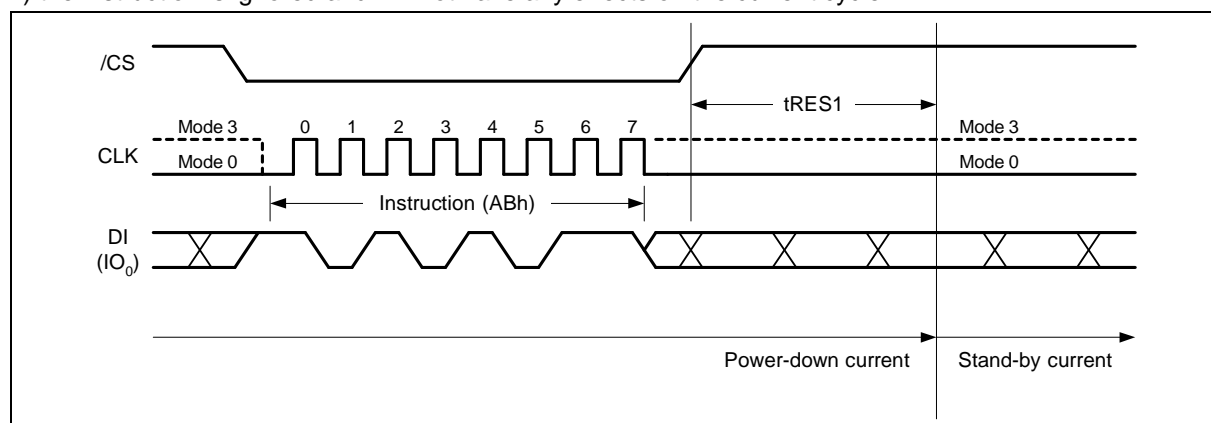 /CS
tRES1
Mode 3 0 1 2 3 4 5 6 7 Mode 3
CLK
Mode 0 Mode 0
Instruction (ABh)
DI
(IO0)
Power-down current Stand-by current